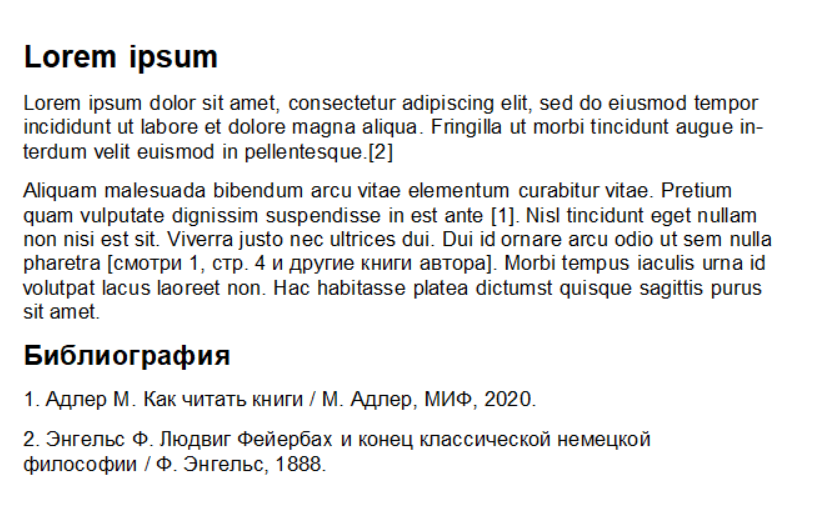 Lorem ipsum
Lorem ipsum dolor sit amet, consectetur adipiscing elit, sed do eiusmod tempor
incididunt ut labore et dolore magna aliqua. Fringilla ut morbi tincidunt augue in-
terdum velit euismod in pellentesque.[2]
Aliquam malesuada bibendum arcu vitae elementum curabitur vitae. Pretium
quam vulputate dignissim suspendisse in est ante [1]. Nisl tincidunt eget nullam
non nisi est sit. Viverra justo nec ultrices dui. Dui id ornare arcu odio ut sem nulla
pharetra [смотри 1, стр. 4 и другие книги автора]. Morbi tempus iaculis urna id
volutpat lacus laoreet non. Hac habitasse platea dictumst quisque sagittis purus
sit amet.
Библиография
1. Адлер М. Как читать книги / М. Адлер, МИФ, 2020.
2. Энгельс Ф. Людвиг Фейербах и конец классической немецкой
философии / Ф. Энгельс, 1888.